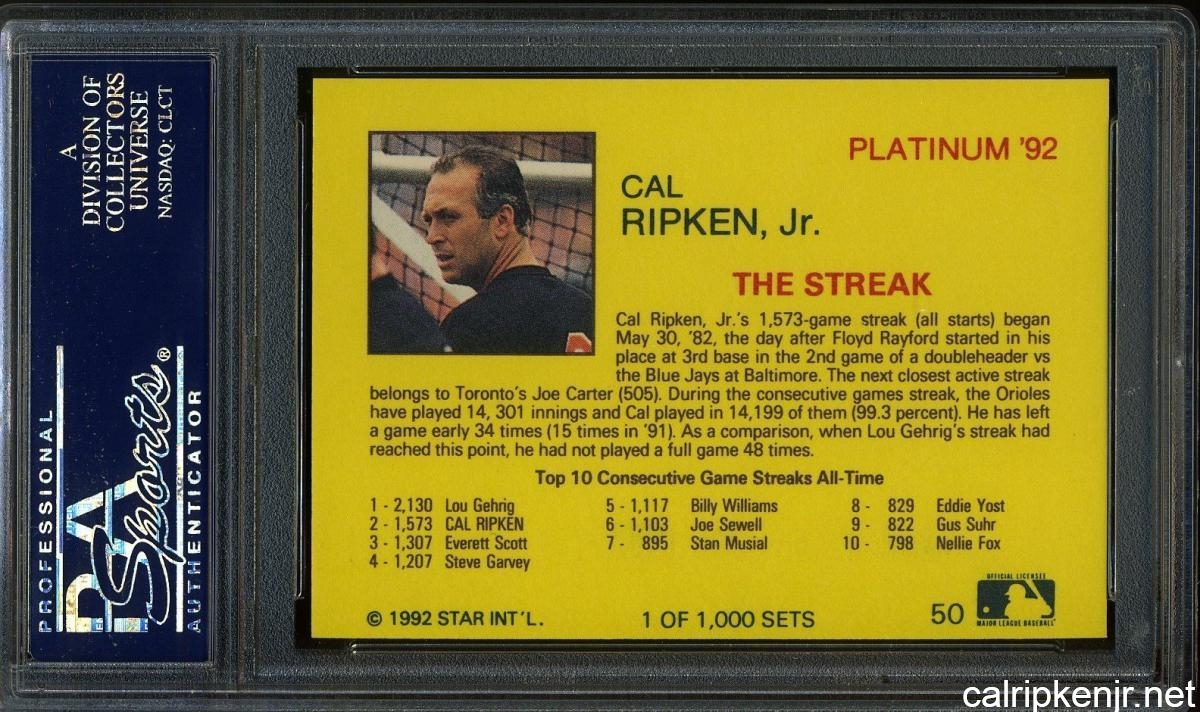 A
DIVISION OF
COLLECTORS
UNIVERSE
NASDAQ: CLCT
PROFESSIONAL
PSA
Sports®
AUTHENTICATOR
PLATINUM '92
CAL
RIPKEN, Jr.
THE STREAK
Cal Ripken, Jr.'s 1,573-game streak (all starts) began
May 30, '82, the day after Floyd Rayford started in his
place at 3rd base in the 2nd game of a doubleheader vs
the Blue Jays at Baltimore. The next closest active streak
belongs to Toronto's Joe Carter (505). During the consecutive games streak, the Orioles
have played 14, 301 innings and Cal played in 14,199 of them (99.3 percent). He has left
a game early 34 times (15 times in '91). As a comparison, when Lou Gehrig's streak had
reached this point, he had not played a full game 48 times.
Top 10 Consecutive Game Streaks All-Time
1 - 2,130 Lou Gehrig
2 - 1,573 CAL RIPKEN
3 - 1,307 Everett Scott
4 - 1,207 Steve Garvey
5 - 1,117 Billy Williams
6 - 1,103 Joe Sewell
7 - 895 Stan Musial
8 - 829 Eddie Yost
9 - 822 Gus Suhr
10 - 798 Nellie Fox
© 1992 STAR INT'L.
1 OF 1,000 SETS
50
OFFICIAL LICENSEE
MAJOR LEAGUE BASEBALL
calripkenjr.net